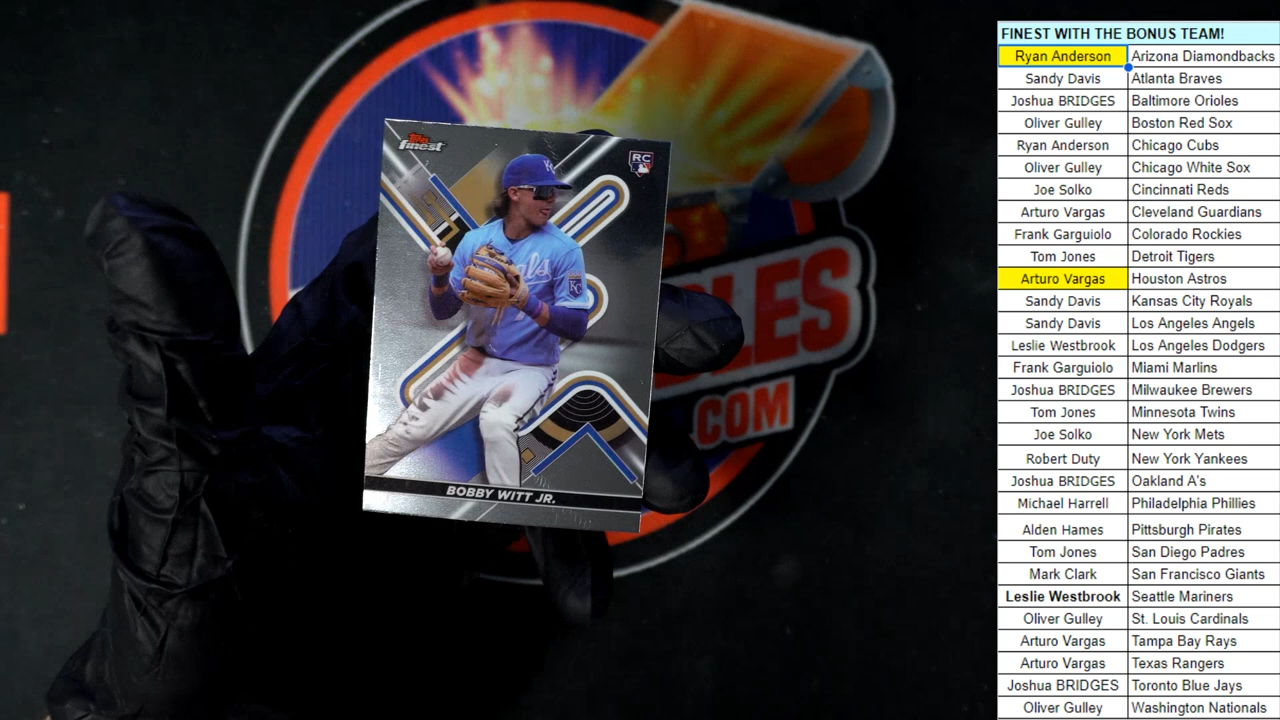 FINEST WITH THE BONUS TEAM!
Ryan Anderson Arizona Diamondbacks
Sandy Davis Atlanta Braves
Joshua BRIDGES Baltimore Orioles
Oliver Gulley Boston Red Sox
Ryan Anderson Chicago Cubs
Oliver Gulley Chicago White Sox
Joe Solko Cincinnati Reds
Arturo Vargas Cleveland Guardians
Frank Garguiolo Colorado Rockies
Tom Jones Detroit Tigers
Arturo Vargas Houston Astros
Sandy Davis Kansas City Royals
Sandy Davis Los Angeles Angels
Leslie Westbrook Los Angeles Dodgers
Frank Garguiolo Miami Marlins
Joshua BRIDGES Milwaukee Brewers
Tom Jones Minnesota Twins
Joe Solko New York Mets
Robert Duty New York Yankees
Joshua BRIDGES Oakland A's
Michael Harrell Philadelphia Phillies
Alden Hames Pittsburgh Pirates
Tom Jones San Diego Padres
Mark Clark San Francisco Giants
Leslie Westbrook Seattle Mariners
Oliver Gulley St. Louis Cardinals
Arturo Vargas Tampa Bay Rays
Arturo Vargas Texas Rangers
Joshua BRIDGES Toronto Blue Jays
Oliver Gulley Washington Nationals
Topps
finest
RC
KC
BOBBY WITT JR.
.COM